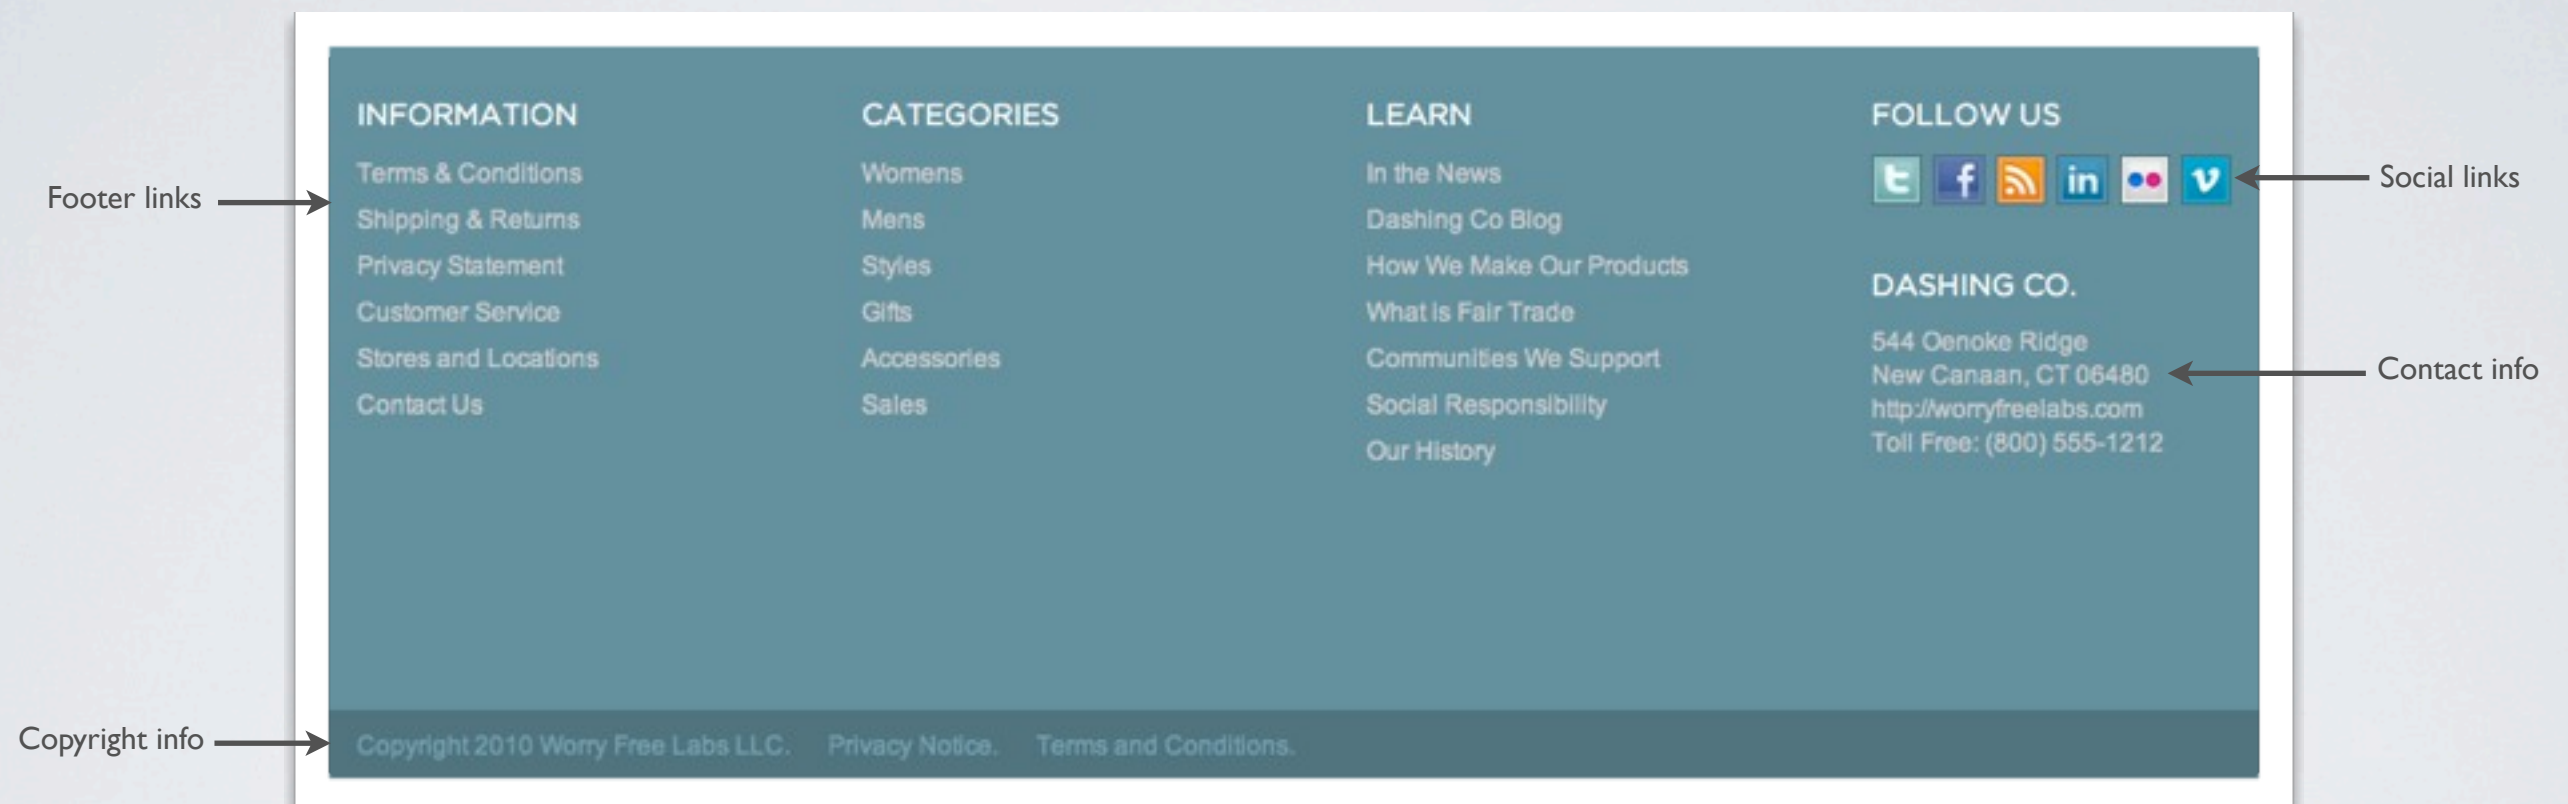 Footer links
INFORMATION
Terms & Conditions
Shipping & Returns
Privacy Statement
Customer Service
Stores and Locations
Contact Us
CATEGORIES
Womens
Mens
Styles
Gifts
Accessories
Sales
LEARN
In the News
Dashing Co Blog
How We Make Our Products
What is Fair Trade
Communities We Support
Social Responsibility
Our History
FOLLOW US
t f in v
Social links
DASHING CO.
544 Oenoke Ridge
New Canaan, CT 06480
http://worryfreelabs.com
Toll Free: (800) 555-1212
Contact info
Copyright info
Copyright 2010 Worry Free Labs LLC. Privacy Notice. Terms and Conditions.